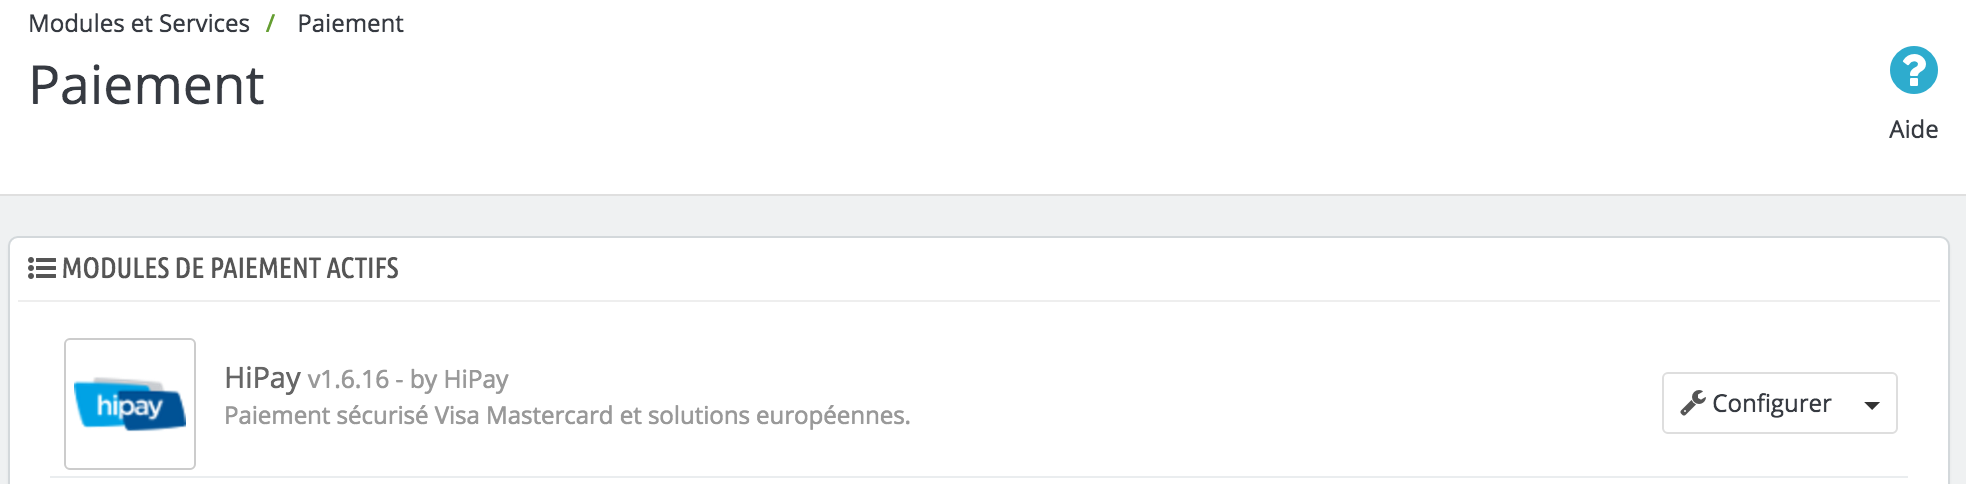 Modules et Services / Paiement
Paiement
?
Aide
MODULES DE PAIEMENT ACTIFS
hipay
HiPay v1.6.16 - by HiPay
Paiement sécurisé Visa Mastercard et solutions européennes.
Configurer